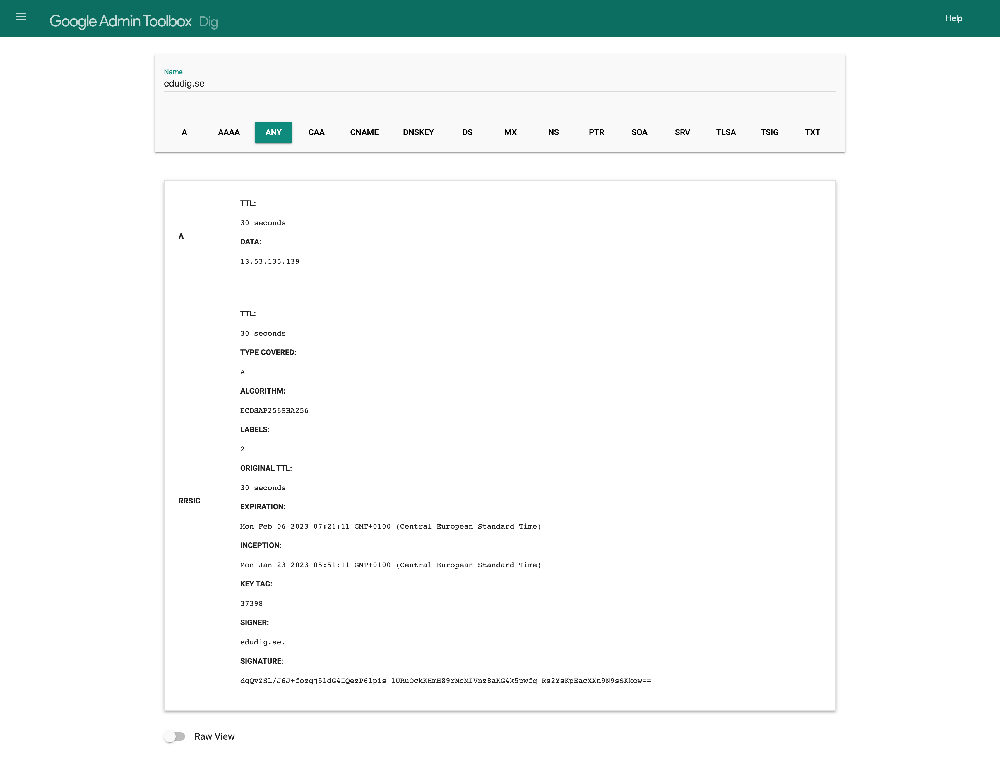 Google Admin Toolbox Dig
Help
Name
edudig.se
A AAAA ANY CAA CNAME DNSKEY DS MX NS PTR SOA SRV TLSA TSIG TXT
A
TTL:
30 seconds
DATA:
13.53.135.139
RRSIG
TTL:
30 seconds
TYPE COVERED:
A
ALGORITHM:
ECDSAP256SHA256
LABELS:
2
ORIGINAL TTL:
30 seconds
EXPIRATION:
Mon Feb 06 2023 07:21:11 GMT+0100 (Central European Standard Time)
INCEPTION:
Mon Jan 23 2023 05:51:11 GMT+0100 (Central European Standard Time)
KEY TAG:
37398
SIGNER:
edudig.se.
SIGNATURE:
dgQvZSl/J6J+fozqj51dG4IQezP61pis 1URuOckKHmH89rMcMIVnz8aKG4k5pwfq Rs2YsKpEacXXn9N9sSKkow==
Raw View